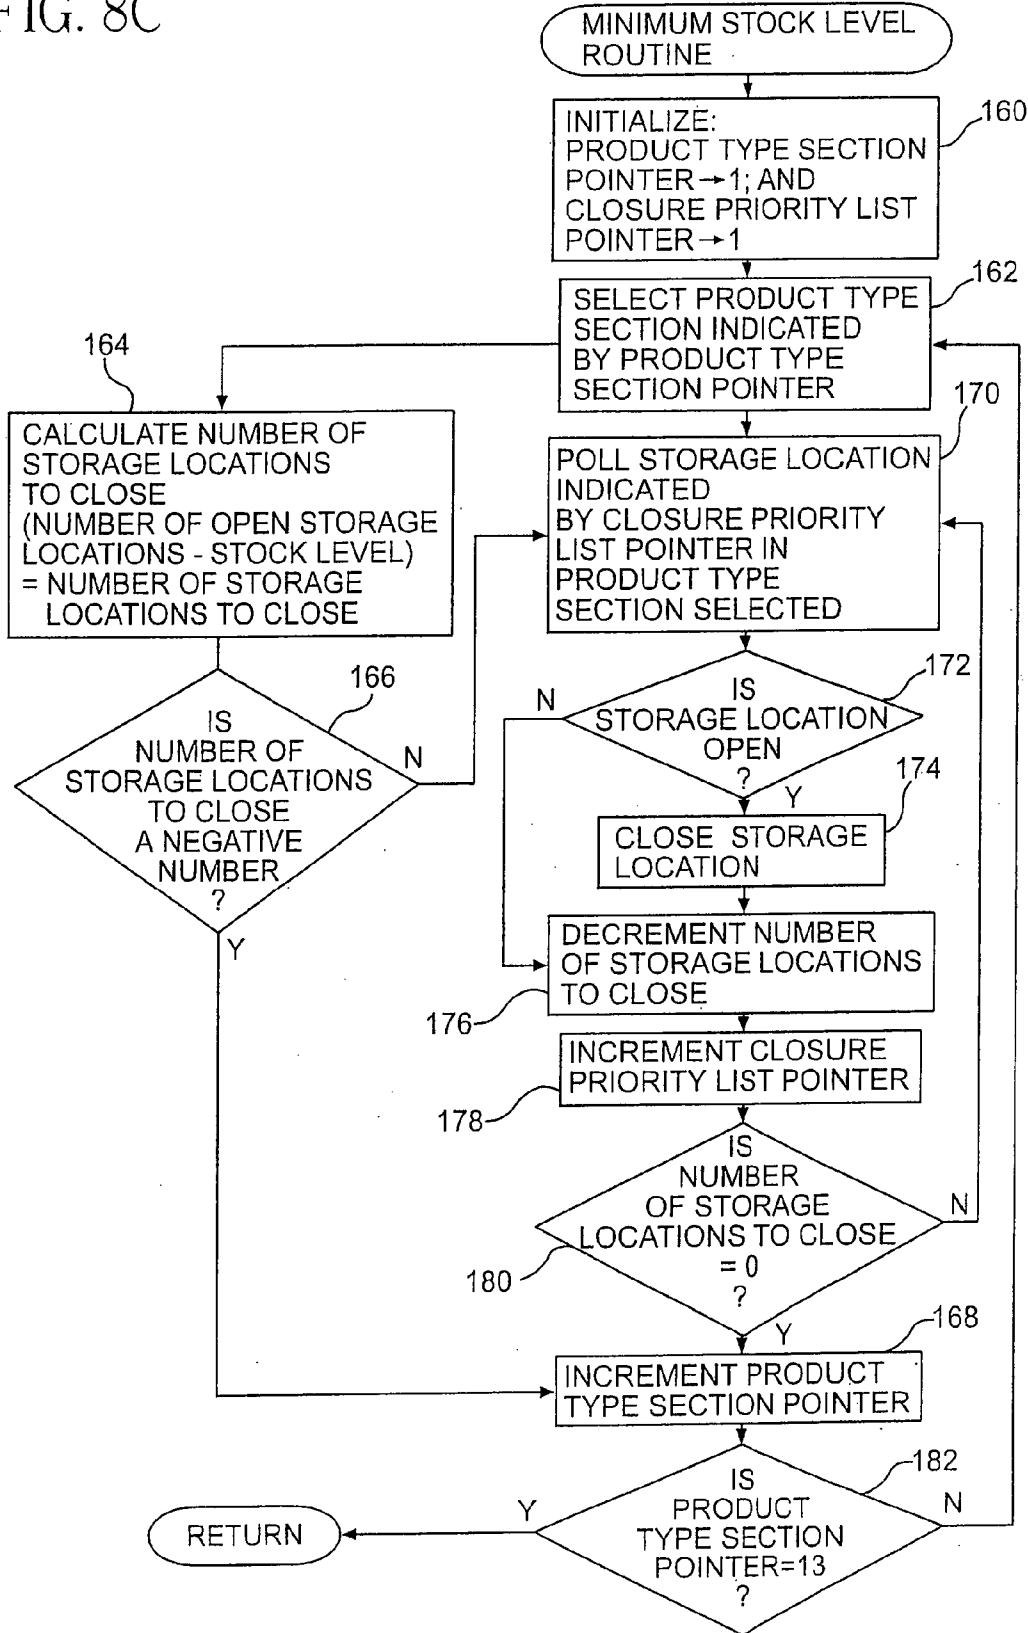 FIG. 8C
MINIMUM STOCK LEVEL
ROUTINE
160
INITIALIZE:
PRODUCT TYPE SECTION
POINTER→1; AND
CLOSURE PRIORITY LIST
POINTER→1
162
SELECT PRODUCT TYPE
SECTION INDICATED
BY PRODUCT TYPE
SECTION POINTER
164
CALCULATE NUMBER OF
STORAGE LOCATIONS
TO CLOSE
(NUMBER OF OPEN STORAGE
LOCATIONS - STOCK LEVEL)
= NUMBER OF STORAGE
LOCATIONS TO CLOSE
166
IS
NUMBER OF
STORAGE LOCATIONS
TO CLOSE
A NEGATIVE
NUMBER
?
N
Y
170
POLL STORAGE LOCATION
INDICATED
BY CLOSURE PRIORITY
LIST POINTER IN
PRODUCT TYPE
SECTION SELECTED
172
N
IS
STORAGE LOCATION
OPEN
?
Y
174
CLOSE STORAGE
LOCATION
DECREMENT NUMBER
OF STORAGE LOCATIONS
TO CLOSE
176
INCREMENT CLOSURE
PRIORITY LIST POINTER
178
IS
NUMBER
OF STORAGE
LOCATIONS TO CLOSE
= 0
?
N
180
Y
168
INCREMENT PRODUCT
TYPE SECTION POINTER
182
IS
PRODUCT
TYPE SECTION
POINTER=13
?
N
Y
RETURN